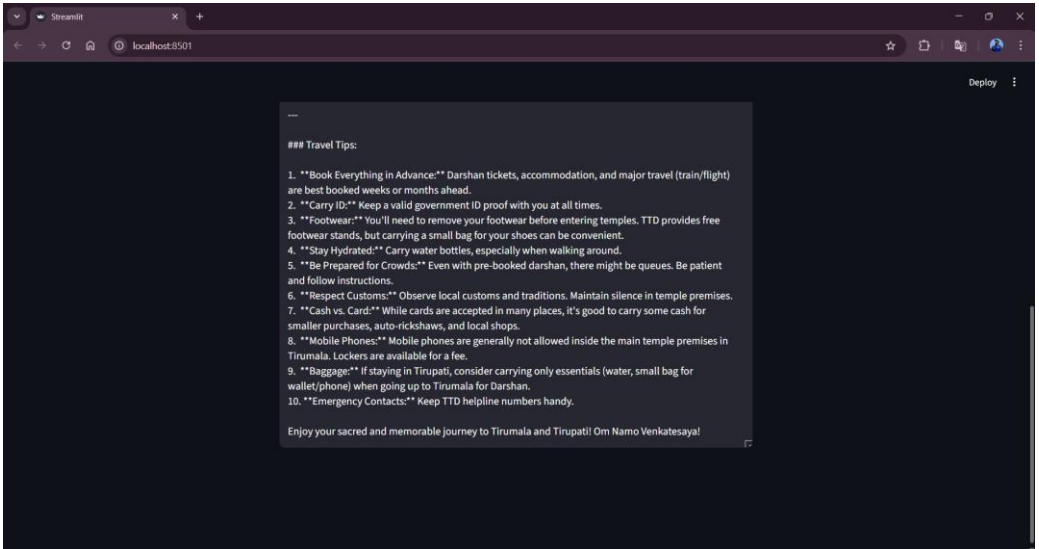 Streamlit
localhost:8501
Deploy
---
### Travel Tips:
1. **Book Everything in Advance:** Darshan tickets, accommodation, and major travel (train/flight)
are best booked weeks or months ahead.
2. **Carry ID:** Keep a valid government ID proof with you at all times.
3. **Footwear:** You'll need to remove your footwear before entering temples. TTD provides free
footwear stands, but carrying a small bag for your shoes can be convenient.
4. **Stay Hydrated:** Carry water bottles, especially when walking around.
5. **Be Prepared for Crowds:** Even with pre-booked darshan, there might be queues. Be patient
and follow instructions.
6. **Respect Customs:** Observe local customs and traditions. Maintain silence in temple premises.
7. **Cash vs. Card:** While cards are accepted in many places, it's good to carry some cash for
smaller purchases, auto-rickshaws, and local shops.
8. **Mobile Phones:** Mobile phones are generally not allowed inside the main temple premises in
Tirumala. Lockers are available for a fee.
9. **Baggage:** If staying in Tirupati, consider carrying only essentials (water, small bag for
wallet/phone) when going up to Tirumala for Darshan.
10. **Emergency Contacts:** Keep TTD helpline numbers handy.
Enjoy your sacred and memorable journey to Tirumala and Tirupati! Om Namo Venkatesaya!